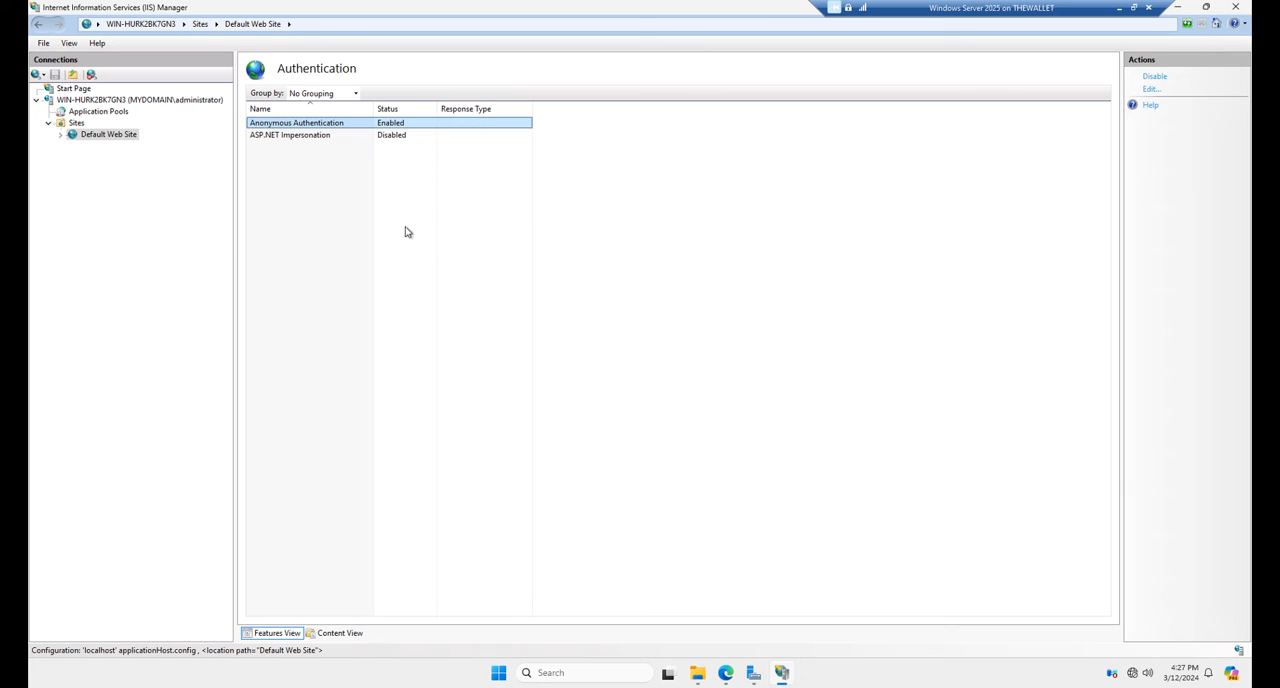 Internet Information Services (IIS) Manager
Windows Server 2025 on THEWALLET
WIN-HURK2BK7GN3 Sites Default Web Site
File View Help
Connections
Start Page
WIN-HURK2BK7GN3 (MYDOMAIN\administrator)
Application Pools
Sites
Default Web Site
Authentication
Group by: No Grouping
Name Status Response Type
Anonymous Authentication Enabled
ASP.NET Impersonation Disabled
Actions
Disable
Edit...
Help
Features View Content View
Configuration: 'localhost' applicationHost.config , <location path="Default Web Site">
Search
4:27 PM
3/12/2024